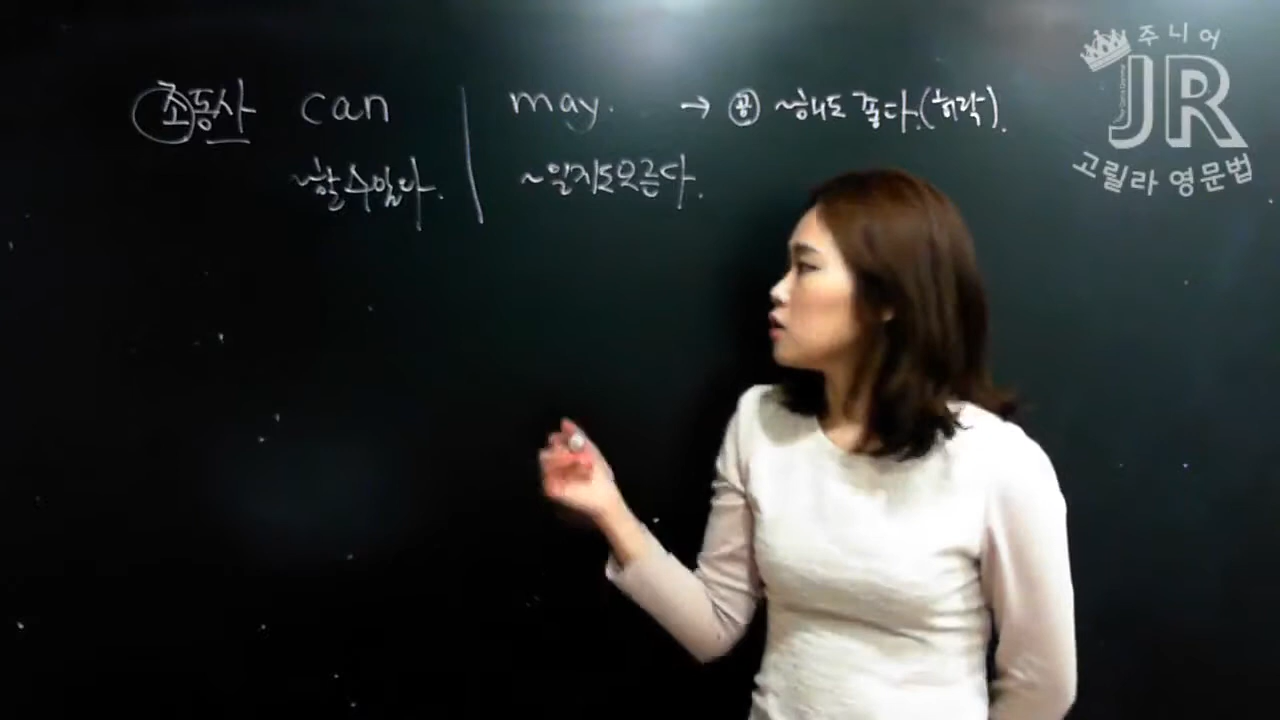 조동사 can | may. → ㉿ ~해도 좋다.(허락).
~할 수 있다. ~일지도 모른다.
주니어
JR
고릴라 영문법